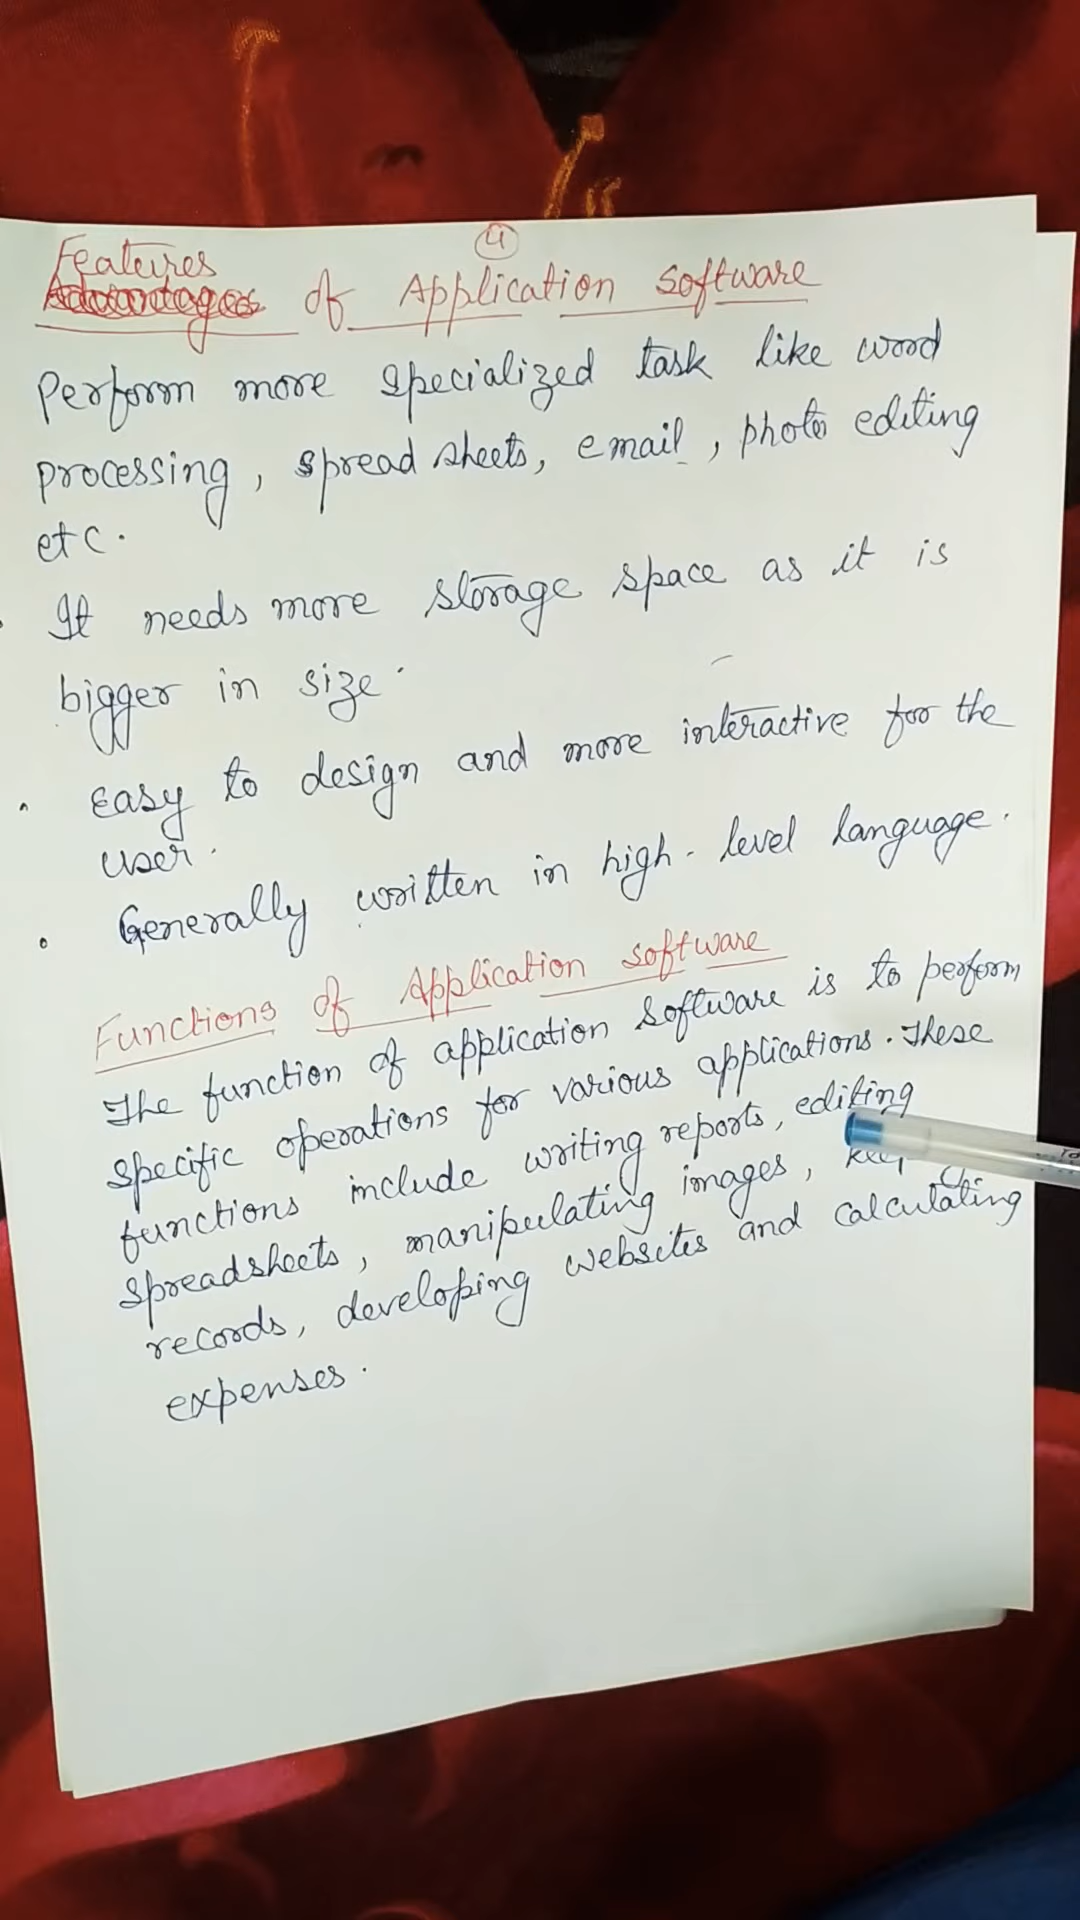 4
Features
Advantages of Application Software
Perform more specialized task like word
processing, spread sheets, email, photo editing
etc.
It needs more storage space as it is
bigger in size.
• Easy to design and more interactive for the
user.
• Generally written in high-level language.
Functions of Application Software
The function of application software is to perform
specific operations for various applications. These
functions include writing reports, editing
spreadsheets, manipulating images,
records, developing websites and calculating
expenses.